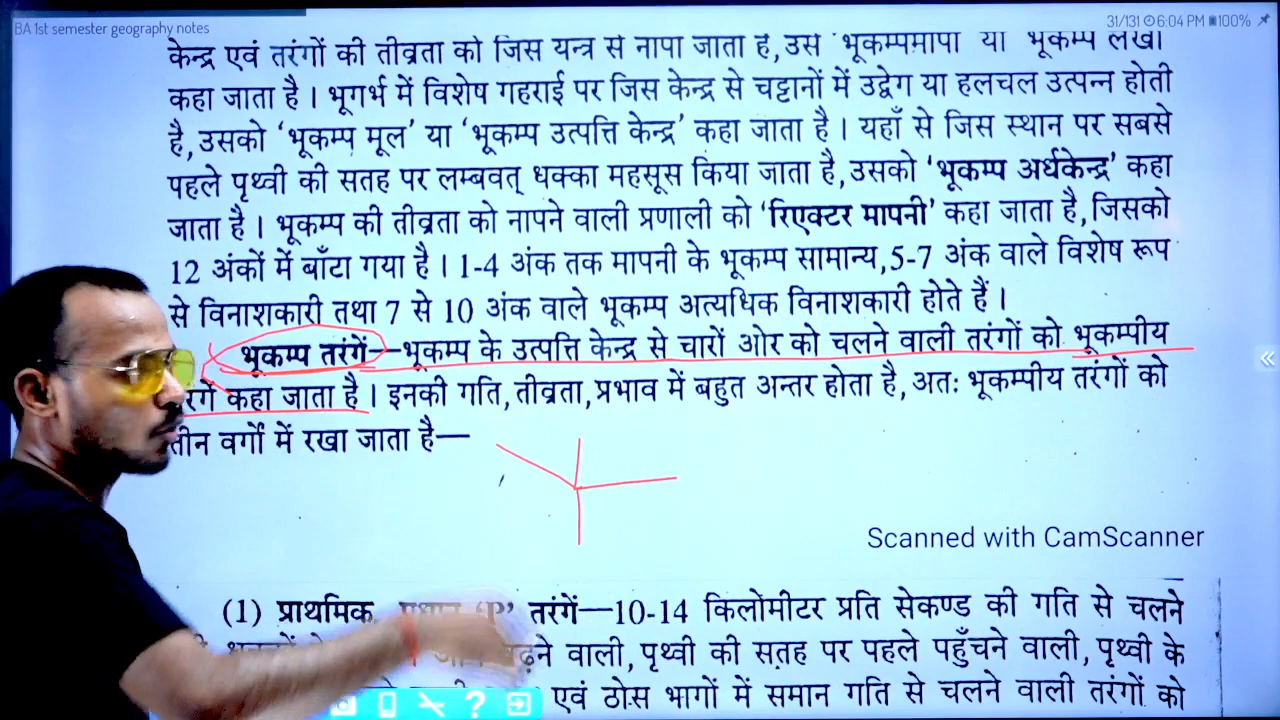 BA 1st semester geography notes
31/131 6:04 PM 100%
केन्द्र एवं तरंगों की तीव्रता को जिस यन्त्र से नापा जाता है, उसे 'भूकम्पमापी या भूकम्प लेखी
कहा जाता है । भूगर्भ में विशेष गहराई पर जिस केन्द्र से चट्टानों में उद्वेग या हलचल उत्पन्न होती
है, उसको 'भूकम्प मूल' या 'भूकम्प उत्पत्ति केन्द्र' कहा जाता है । यहाँ से जिस स्थान पर सबसे
पहले पृथ्वी की सतह पर लम्बवत् धक्का महसूस किया जाता है, उसको 'भूकम्प अर्धकेन्द्र' कहा
जाता है । भूकम्प की तीव्रता को नापने वाली प्रणाली को 'रिएक्टर मापनी' कहा जाता है, जिसको
12 अंकों में बाँटा गया है । 1-4 अंक तक मापनी के भूकम्प सामान्य, 5-7 अंक वाले विशेष रूप
से विनाशकारी तथा 7 से 10 अंक वाले भूकम्प अत्यधिक विनाशकारी होते हैं ।
भूकम्प तरंगें—भूकम्प के उत्पत्ति केन्द्र से चारों ओर को चलने वाली तरंगों को भूकम्पीय
कहा जाता है । इनकी गति, तीव्रता, प्रभाव में बहुत अन्तर होता है, अतः भूकम्पीय तरंगों को
तीन वर्गों में रखा जाता है—
Scanned with CamScanner
(1) प्राथमिक 'P' तरंगें—10-14 किलोमीटर प्रति सेकण्ड की गति से चलने
वाली, पृथ्वी की सतह पर पहले पहुँचने वाली, पृथ्वी के
एवं ठोस भागों में समान गति से चलने वाली तरंगों को